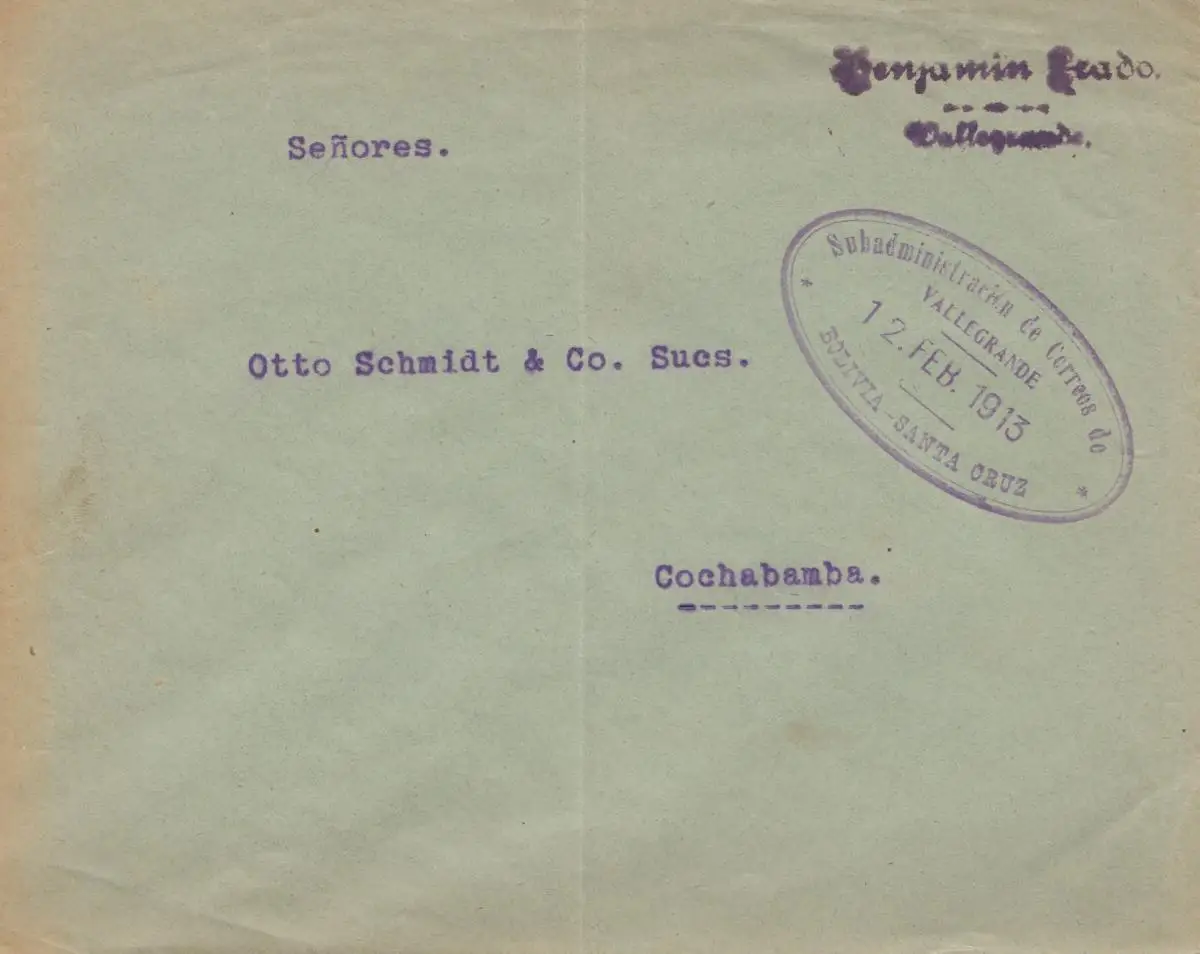 Benjamin Prado.
Vallegrande.
Señores.
Subadministración de Correos de
VALLEGRANDE
12. FEB. 1913
BOLIVIA-SANTA CRUZ
Otto Schmidt & Co. Sucs.
Cochabamba.